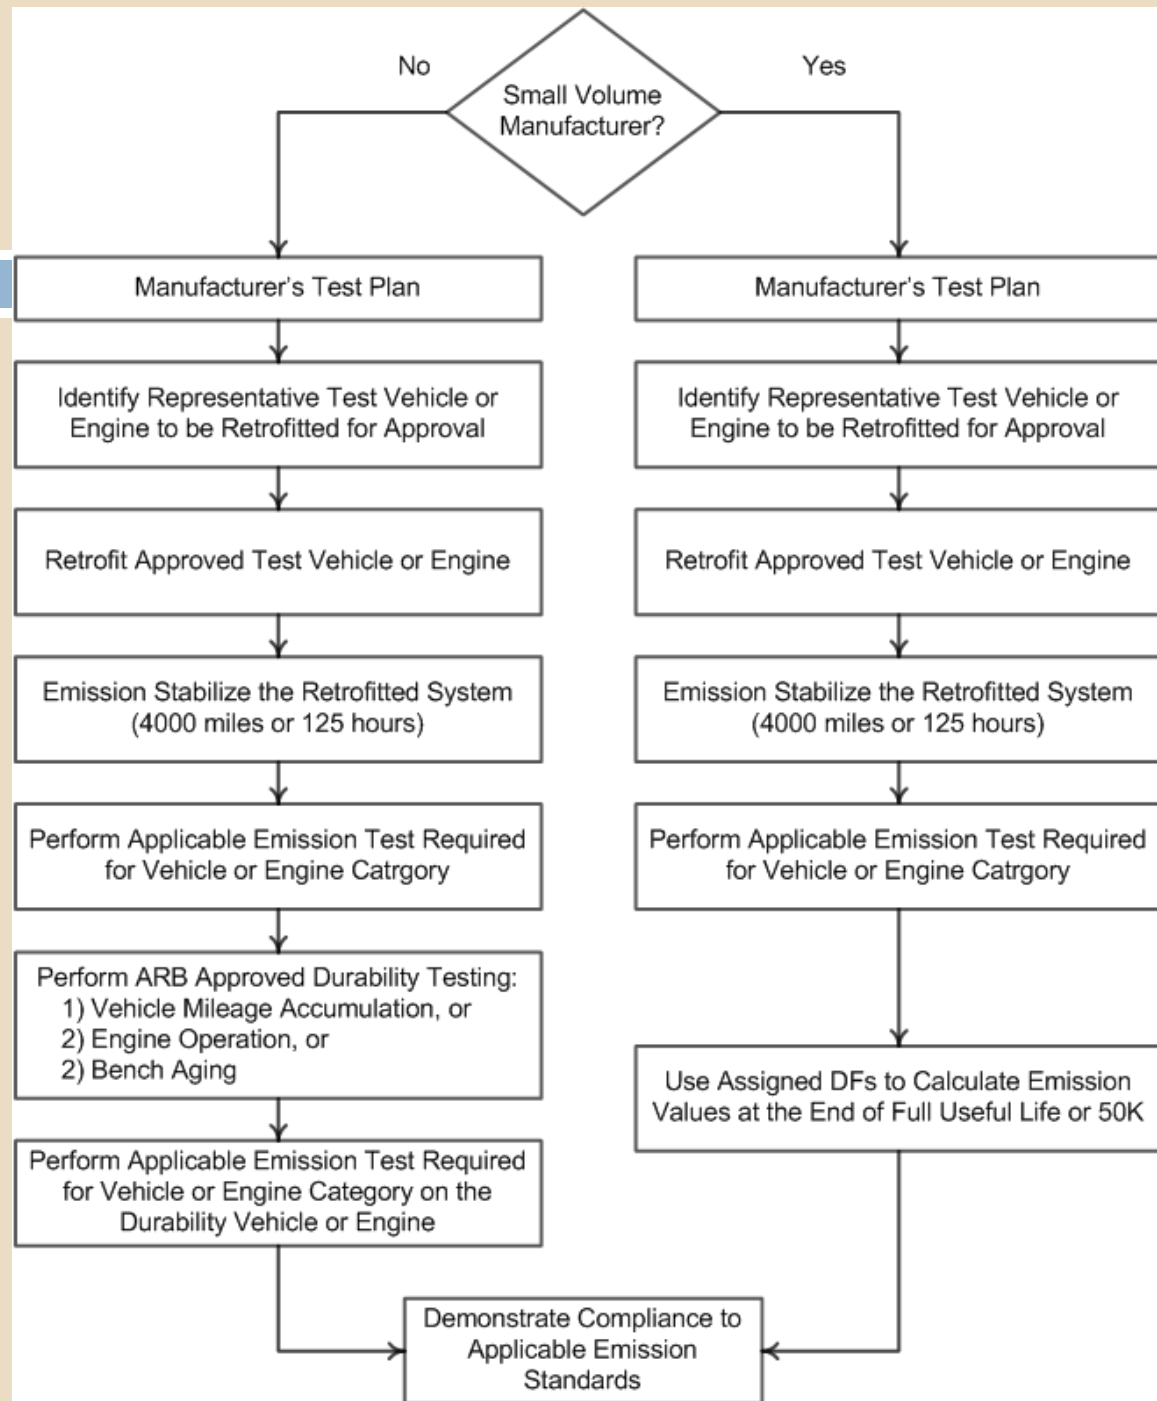 Small Volume
Manufacturer?
No
Yes
Manufacturer's Test Plan
Identify Representative Test Vehicle or
Engine to be Retrofitted for Approval
Retrofit Approved Test Vehicle or Engine
Emission Stabilize the Retrofitted System
(4000 miles or 125 hours)
Perform Applicable Emission Test Required
for Vehicle or Engine Catrgory
Perform ARB Approved Durability Testing:
1) Vehicle Mileage Accumulation, or
2) Engine Operation, or
2) Bench Aging
Perform Applicable Emission Test Required
for Vehicle or Engine Category on the
Durability Vehicle or Engine
Manufacturer's Test Plan
Identify Representative Test Vehicle or
Engine to be Retrofitted for Approval
Retrofit Approved Test Vehicle or Engine
Emission Stabilize the Retrofitted System
(4000 miles or 125 hours)
Perform Applicable Emission Test Required
for Vehicle or Engine Catrgory
Use Assigned DFs to Calculate Emission
Values at the End of Full Useful Life or 50K
Demonstrate Compliance to
Applicable Emission
Standards